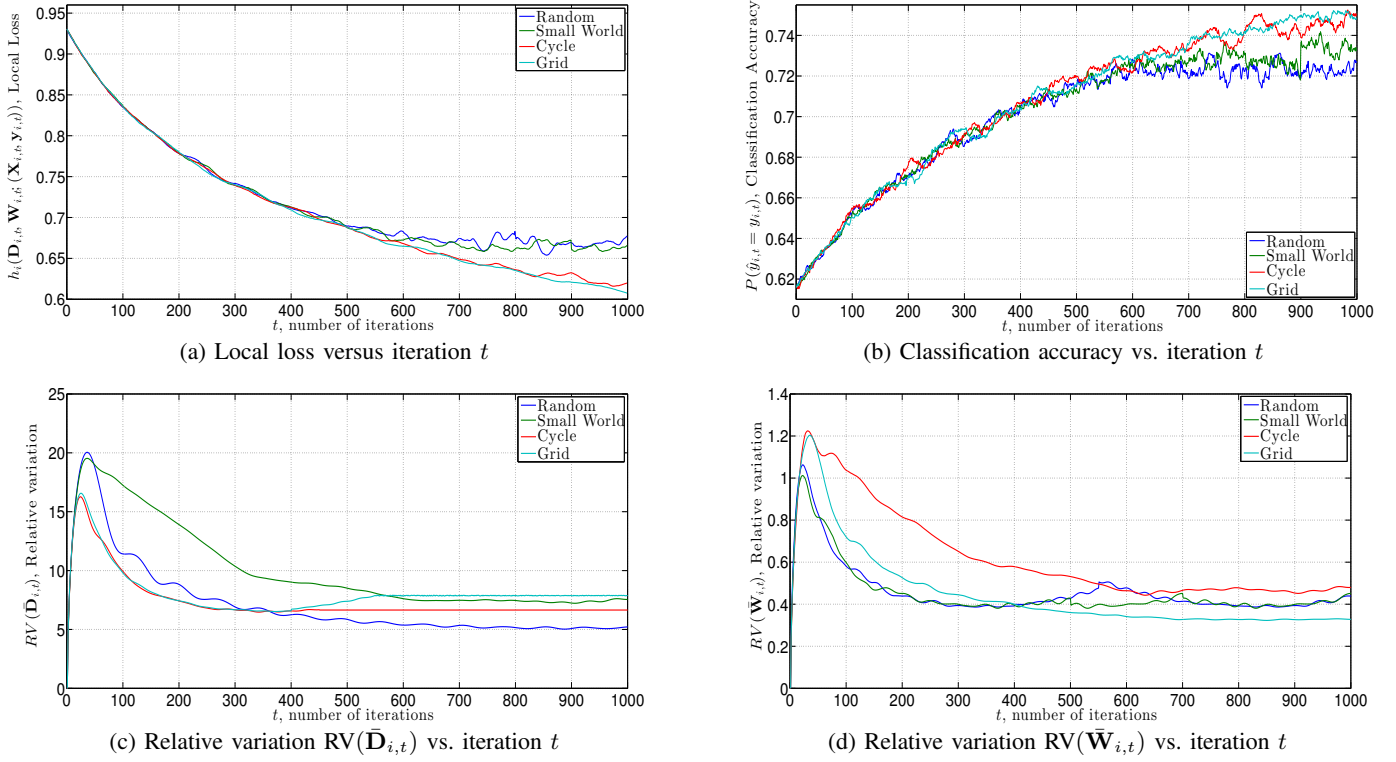 0.95
0.9
0.85
0.8
0.75
0.7
0.65
0.6
0 100 200 300 400 500 600 700 800 900 1000
h_i(D_{i,t}, W_{i,t}; (X_{i,t}, y_{i,t})), Local Loss
t, number of iterations
Random
Small World
Cycle
Grid
(a) Local loss versus iteration t
0.74
0.72
0.70
0.68
0.66
0.64
0.62
0 100 200 300 400 500 600 700 800 900 1000
P(ŷ_{i,t} = y_{i,t}), Classification Accuracy
t, number of iterations
Random
Small World
Cycle
Grid
(b) Classification accuracy vs. iteration t
25
20
15
10
5
0
0 100 200 300 400 500 600 700 800 900 1000
RV(D̄_{i,t}), Relative variation
t, number of iterations
Random
Small World
Cycle
Grid
(c) Relative variation RV(D̄_{i,t}) vs. iteration t
1.4
1.2
1
0.8
0.6
0.4
0.2
0
0 100 200 300 400 500 600 700 800 900 1000
RV(W̄_{i,t}), Relative variation
t, number of iterations
Random
Small World
Cycle
Grid
(d) Relative variation RV(W̄_{i,t}) vs. iteration t